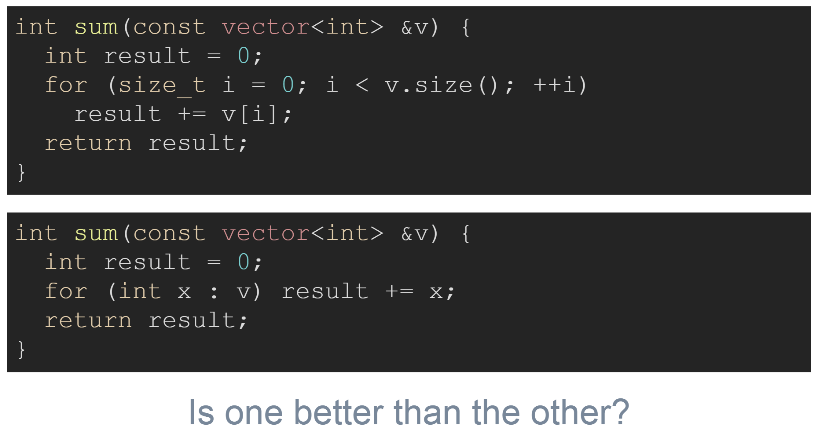 int sum(const vector<int> &v) {
  int result = 0;
  for (size_t i = 0; i < v.size(); ++i)
    result += v[i];
  return result;
}
int sum(const vector<int> &v) {
  int result = 0;
  for (int x : v) result += x;
  return result;
}
Is one better than the other?